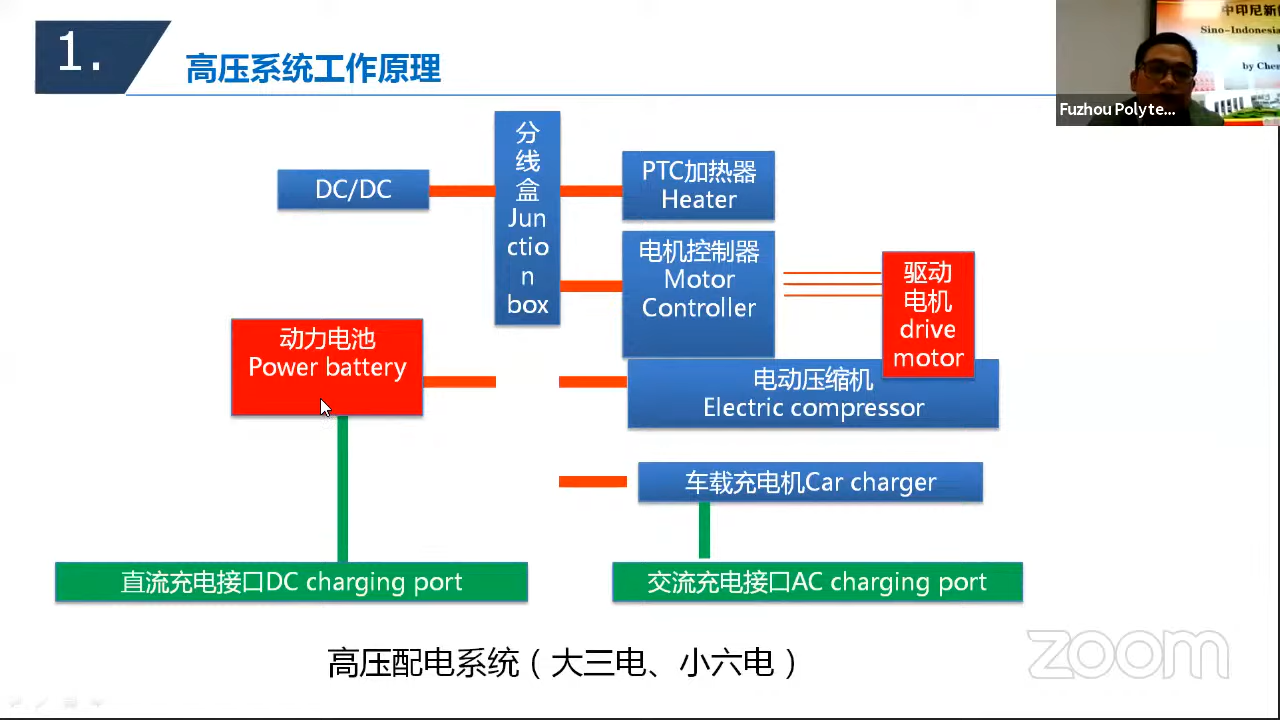 1.
高压系统工作原理
中印尼新
Sino-Indonesia
by Chen
Fuzhou Polyte...
DC/DC
分
线
盒
Jun
ctio
n
box
PTC加热器
Heater
电机控制器
Motor
Controller
驱动
电机
drive
motor
动力电池
Power battery
电动压缩机
Electric compressor
车载充电机Car charger
直流充电接口DC charging port
交流充电接口AC charging port
高压配电系统（大三电、小六电）
zoom